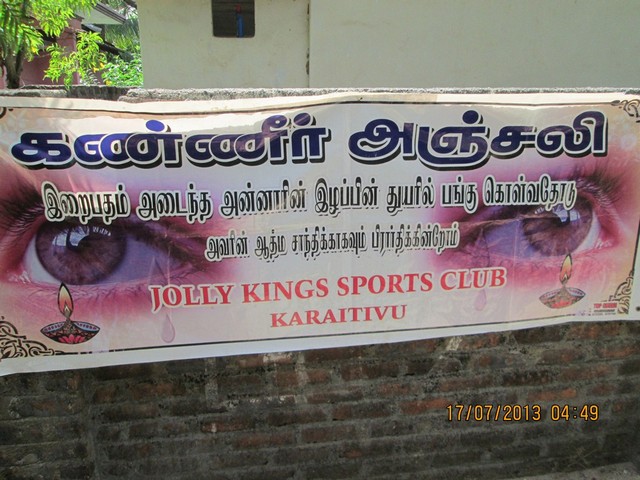 கண்ணீர் அஞ்சலி
இறைபதம் அடைந்த அன்னாரின் இழப்பின் துயரில் பங்கு கொள்வதோடு
அவரின் ஆத்ம சாந்திக்காகவும் பிரார்திக்கின்றோம்
JOLLY KINGS SPORTS CLUB
KARAITIVU
17/07/2013 04:49